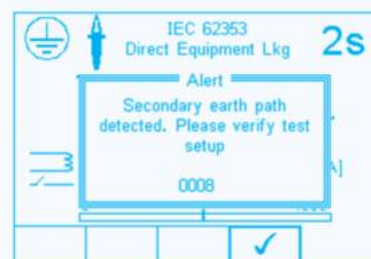 IEC 62353
Direct Equipment Lkg
2s
Alert
Secondary earth path
detected. Please verify test
setup
0008